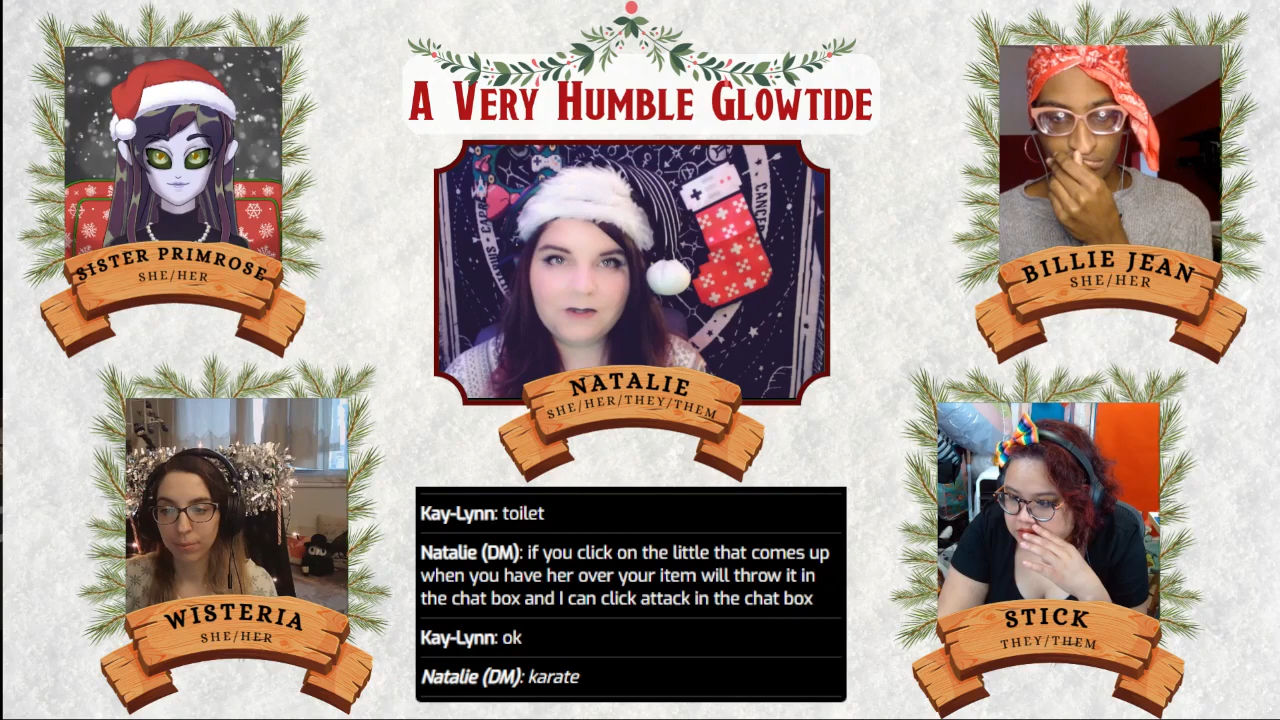 A Very Humble Glowtide
SISTER PRIMROSE
SHE/HER
BILLIE JEAN
SHE/HER
CAPR
CANCE
NATALIE
SHE/HER/THEY/THEM
WISTERIA
SHE/HER
STICK
THEY/THEM
Kay-Lynn: toilet
Natalie (DM): if you click on the little that comes up
when you have her over your item will throw it in
the chat box and I can click attack in the chat box
Kay-Lynn: ok
Natalie (DM): karate